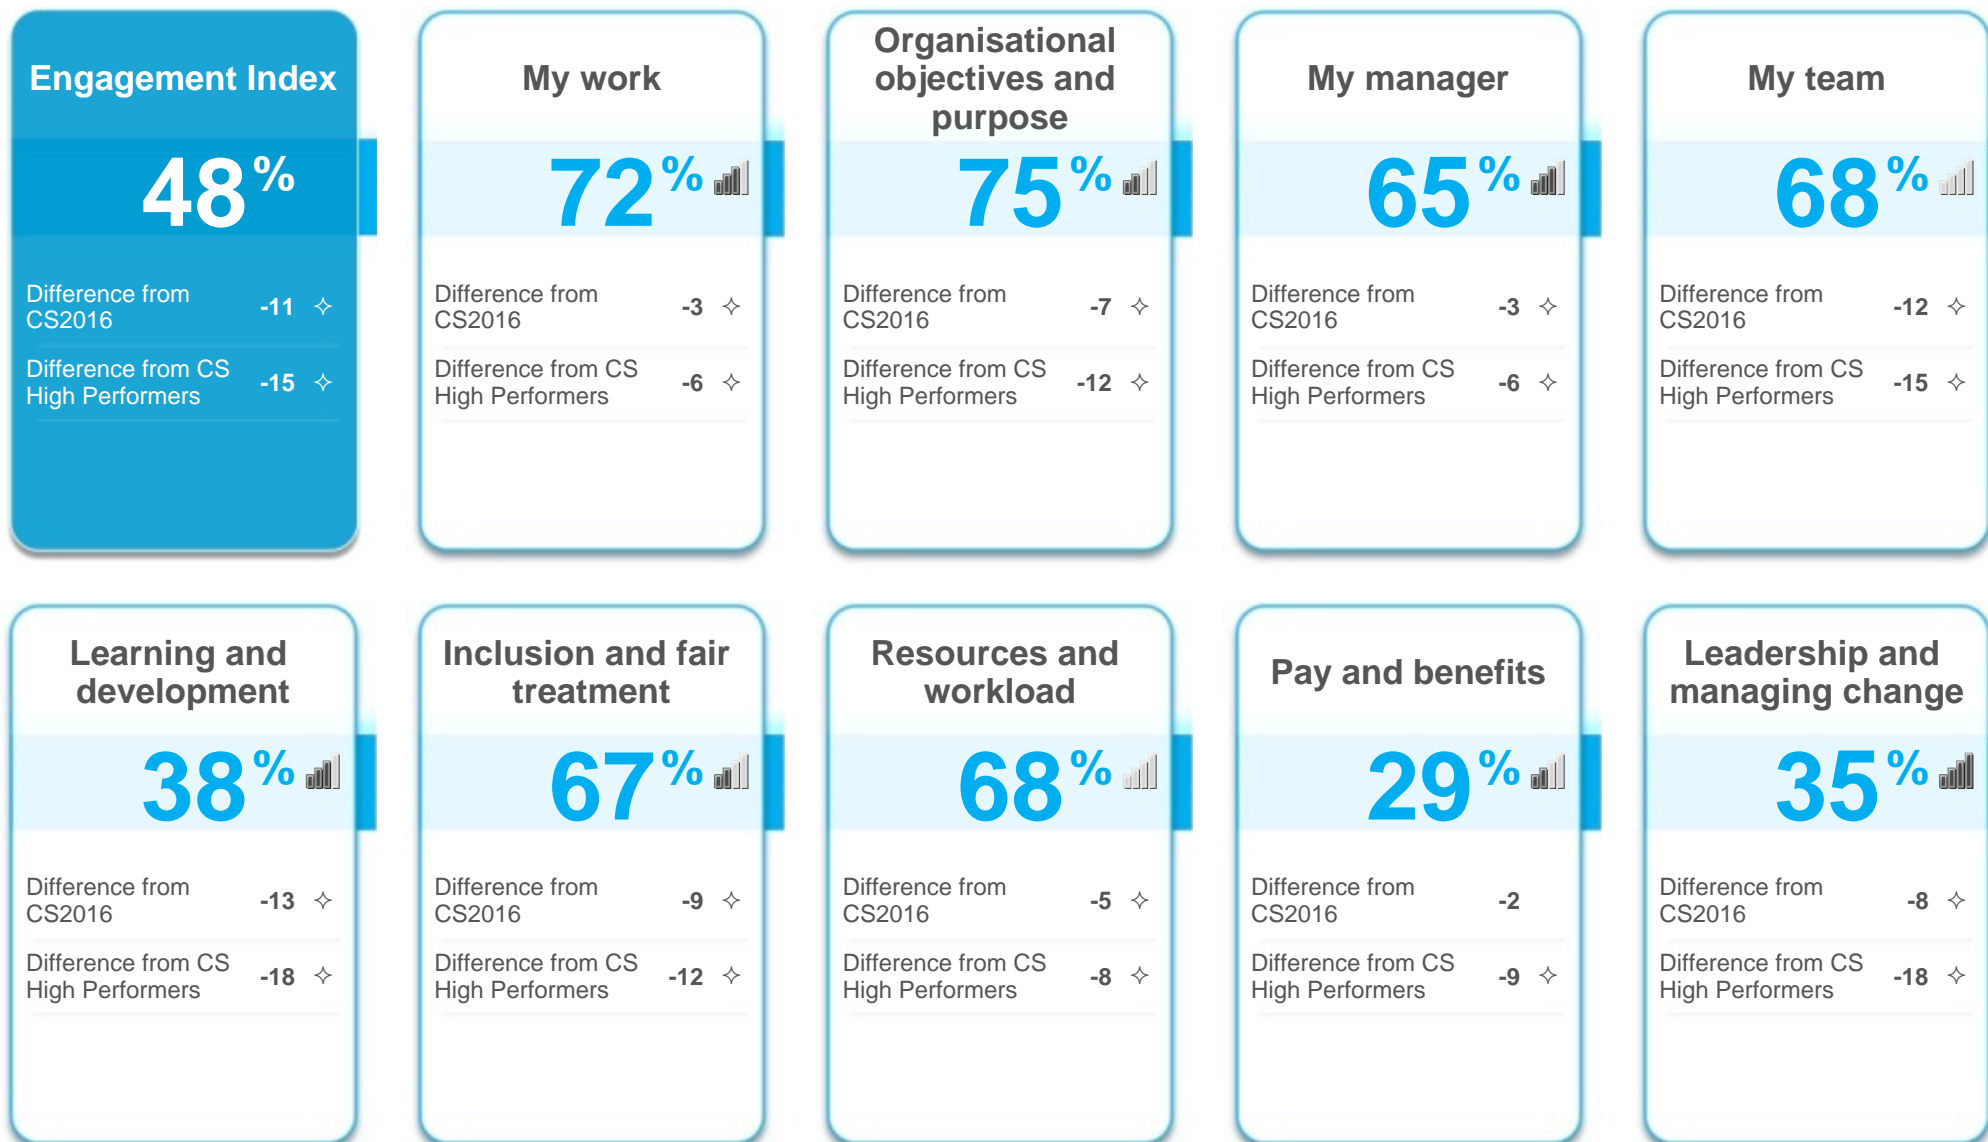 Engagement Index
48%
Difference from
CS2016
-11 ✧
Difference from CS
High Performers
-15 ✧
My work
72%
Difference from
CS2016
-3 ✧
Difference from CS
High Performers
-6 ✧
Organisational
objectives and
purpose
75%
Difference from
CS2016
-7 ✧
Difference from CS
High Performers
-12 ✧
My manager
65%
Difference from
CS2016
-3 ✧
Difference from CS
High Performers
-6 ✧
My team
68%
Difference from
CS2016
-12 ✧
Difference from CS
High Performers
-15 ✧
Learning and
development
38%
Difference from
CS2016
-13 ✧
Difference from CS
High Performers
-18 ✧
Inclusion and fair
treatment
67%
Difference from
CS2016
-9 ✧
Difference from CS
High Performers
-12 ✧
Resources and
workload
68%
Difference from
CS2016
-5 ✧
Difference from CS
High Performers
-8 ✧
Pay and benefits
29%
Difference from
CS2016
-2
Difference from CS
High Performers
-9 ✧
Leadership and
managing change
35%
Difference from
CS2016
-8 ✧
Difference from CS
High Performers
-18 ✧